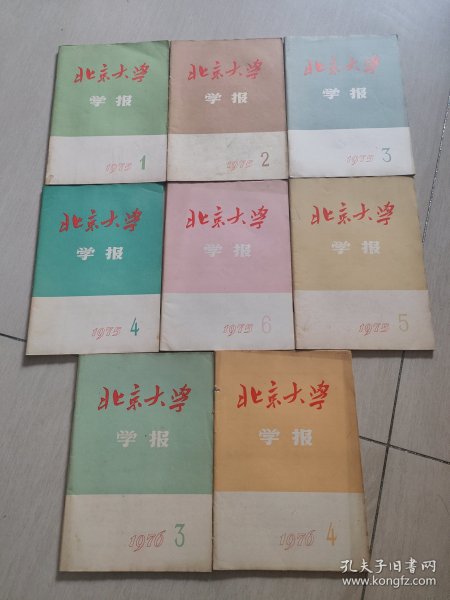 北京大学
学报
1975 1
北京大学
学报
1975 2
北京大学
学报
1975 3
北京大学
学报
1975 4
北京大学
学报
1975 6
北京大学
学报
1975 5
北京大学
学报
1976 3
北京大学
学报
1976 4
孔夫子旧书网
www.kongfz.com